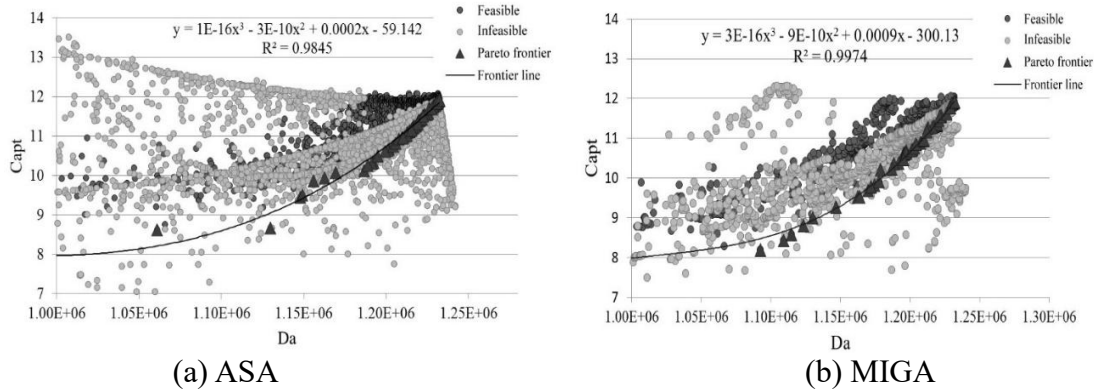 14
13
12
11
10
9
8
7
Capt
y = 1E-16x³ - 3E-10x² + 0.0002x - 59.142
R² = 0.9845
Feasible
Infeasible
Pareto frontier
Frontier line
1.00E+06 1.05E+06 1.10E+06 1.15E+06 1.20E+06 1.25E+06
Da
(a) ASA
14
13
12
11
10
9
8
7
Capt
y = 3E-16x³ - 9E-10x² + 0.0009x - 300.13
R² = 0.9974
Feasible
Infeasible
Pareto frontier
Frontier line
1.00E+06 1.05E+06 1.10E+06 1.15E+06 1.20E+06 1.25E+06 1.30E+06
Da
(b) MIGA